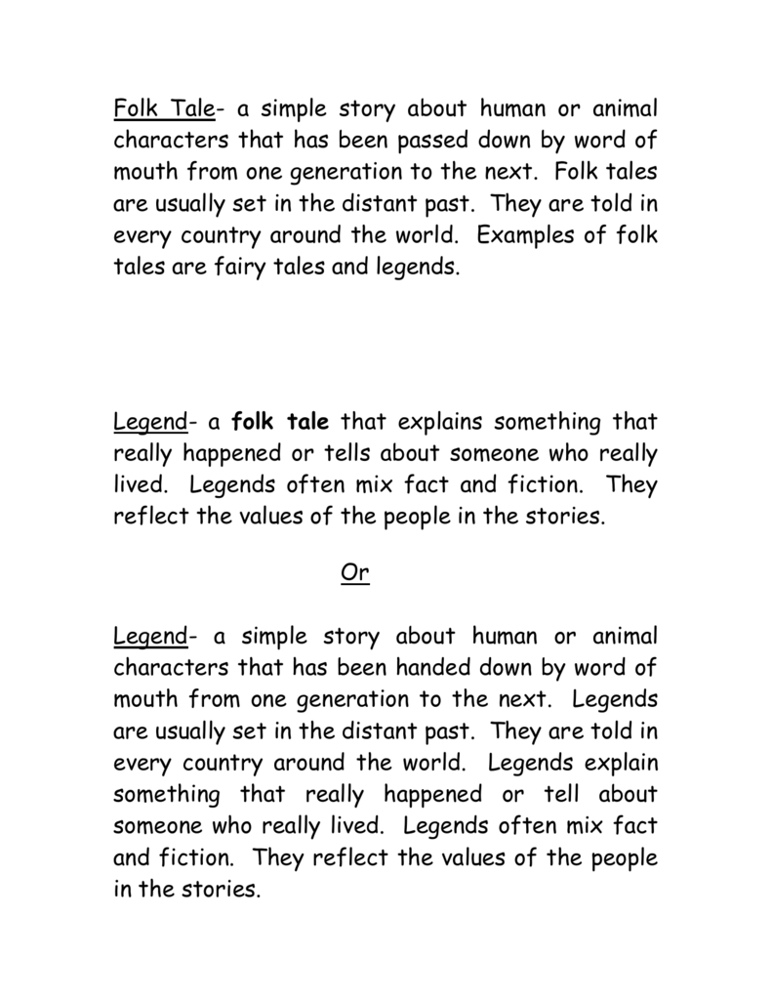 Folk Tale- a simple story about human or animal
characters that has been passed down by word of
mouth from one generation to the next.  Folk tales
are usually set in the distant past.  They are told in
every country around the world.  Examples of folk
tales are fairy tales and legends.
Legend- a folk tale that explains something that
really happened or tells about someone who really
lived.  Legends often mix fact and fiction.  They
reflect the values of the people in the stories.
Or
Legend- a simple story about human or animal
characters that has been handed down by word of
mouth from one generation to the next.  Legends
are usually set in the distant past.  They are told in
every country around the world.  Legends explain
something that really happened or tell about
someone who really lived.  Legends often mix fact
and fiction.  They reflect the values of the people
in the stories.